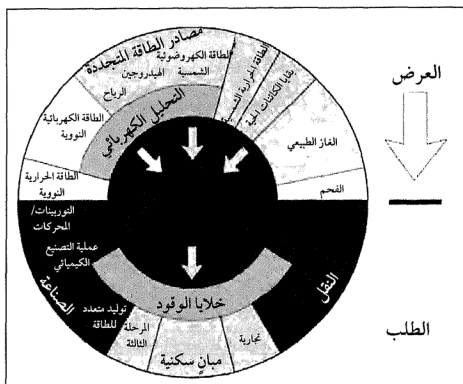 مصادر الطاقة المتجددة
الطاقة الكهروضوئية
الشمسية
الهيدروجين
الرياح
الطاقة الحرارية الشمسية
بقايا الكائنات الحية
التحليل الكهربائي
الطاقة الكهربائية
النووية
الغاز الطبيعي
الطاقة الحرارية
النووية
الفحم
العرض
التوربينات/
المحركات
عملية التصنيع
الكيميائي
الصناعة
النقل
خلايا الوقود
توليد متعدد
للطاقة
المرحلة
الثالثة
مبانٍ سكنية
تجارية
الطلب